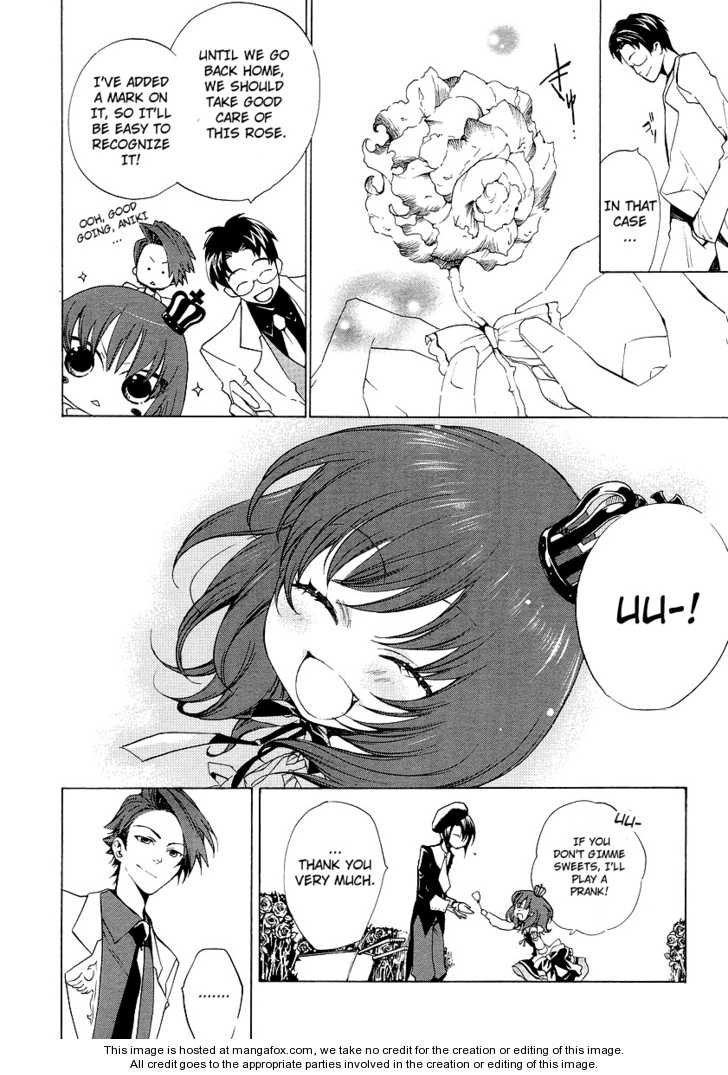 IN THAT
CASE
...
ぎゅ
UNTIL WE GO
BACK HOME,
WE SHOULD
TAKE GOOD
CARE OF
THIS ROSE.
I'VE ADDED
A MARK ON
IT, SO IT'LL
BE EASY TO
RECOGNIZE
IT!
OOH, GOOD
GOING, ANIKI
...
UU-!
UU-
IF YOU
DON'T GIMME
SWEETS, I'LL
PLAY A
PRANK!
...
THANK YOU
VERY MUCH.
.......
This image is hosted at mangafox.com, we take no credit for the creation or editing of this image.
All credit goes to the appropriate parties involved in the creation or editing of this image.